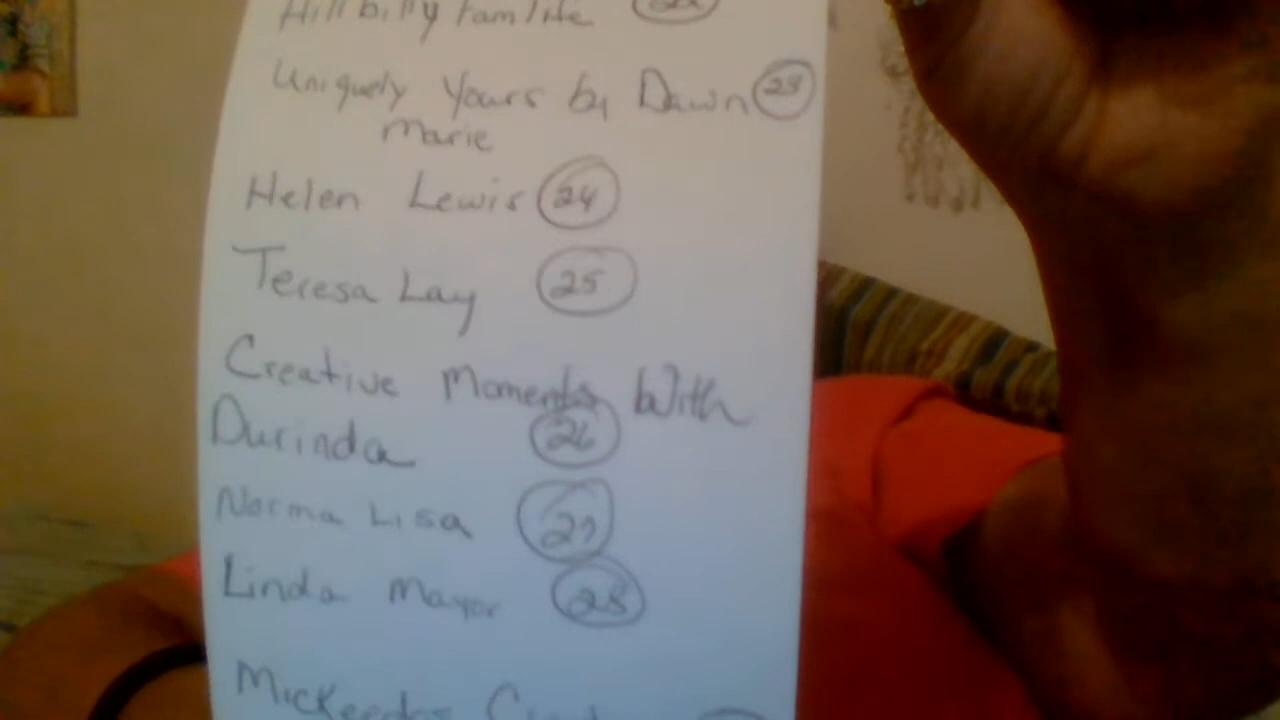 Hillbilly Famlife 22
Uniquely Yours by Dawn 23
Marie
Helen Lewis 24
Teresa Lay 25
Creative Moments With
Durinda 26
Norma Lisa 27
Linda Mayor 28